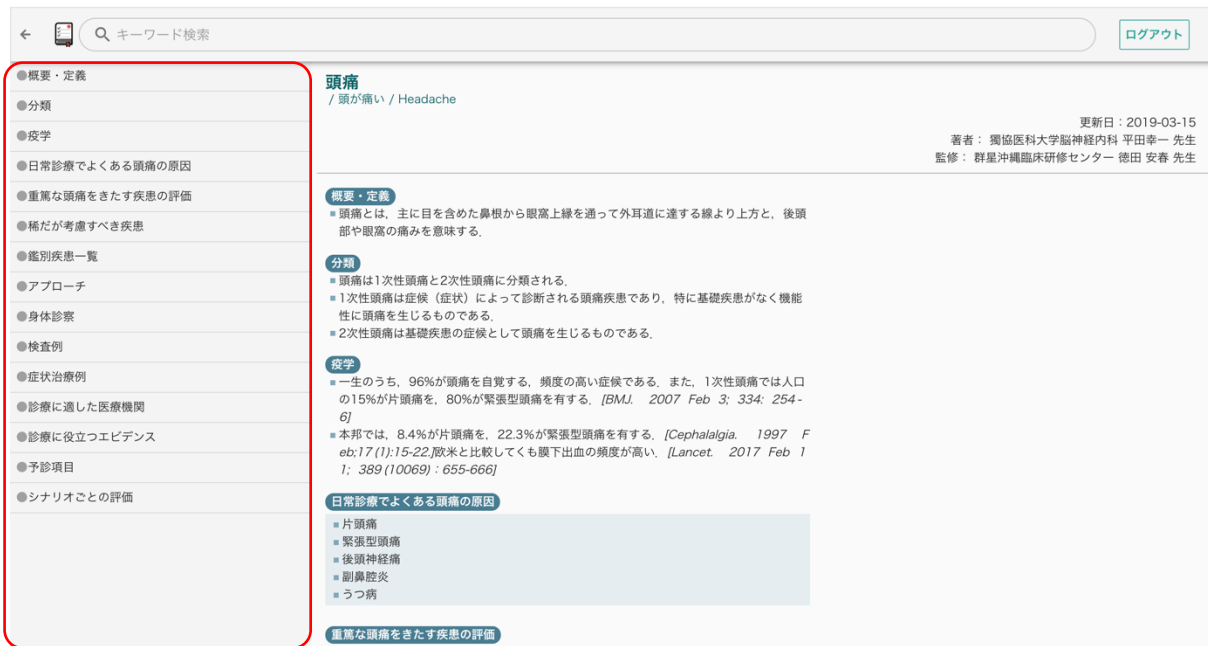 キーワード検索
ログアウト
概要・定義
分類
疫学
日常診療でよくある頭痛の原因
重篤な頭痛をきたす疾患の評価
稀だが考慮すべき疾患
鑑別疾患一覧
アプローチ
身体診察
検査例
症状治療例
診療に適した医療機関
診療に役立つエビデンス
予診項目
シナリオごとの評価
頭痛
/ 頭が痛い / Headache
更新日：2019-03-15
著者： 獨協医科大学脳神経内科 平田幸一 先生
監修： 群星沖縄臨床研修センター 徳田 安春 先生
概要・定義
頭痛とは，主に目を含めた鼻根から眼窩上縁を通って外耳道に達する線より上方と，後頭
部や眼窩の痛みを意味する．
分類
頭痛は1次性頭痛と2次性頭痛に分類される．
1次性頭痛は症候（症状）によって診断される頭痛疾患であり，特に基礎疾患がなく機能
性に頭痛を生じるものである．
2次性頭痛は基礎疾患の症候として頭痛を生じるものである．
疫学
一生のうち，96%が頭痛を自覚する，頻度の高い症候である．また，1次性頭痛では人口
の15%が片頭痛を，80%が緊張型頭痛を有する．[BMJ. 2007 Feb 3; 334: 254-
6]
本邦では，8.4%が片頭痛を，22.3%が緊張型頭痛を有する．[Cephalalgia. 1997 F
eb;17(1):15-22.]欧米と比較してくも膜下出血の頻度が高い．[Lancet. 2017 Feb 1
1; 389(10069)：655-666]
日常診療でよくある頭痛の原因
片頭痛
緊張型頭痛
後頭神経痛
副鼻腔炎
うつ病
重篤な頭痛をきたす疾患の評価